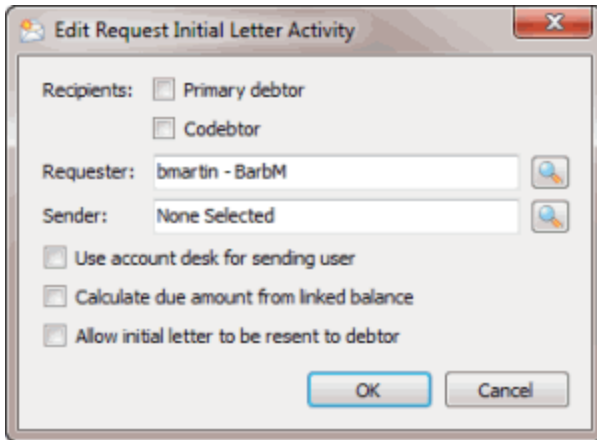 Edit Request Initial Letter Activity
Recipients: Primary debtor
Codebtor
Requester: bmartin - BarbM
Sender: None Selected
Use account desk for sending user
Calculate due amount from linked balance
Allow initial letter to be resent to debtor
OK Cancel